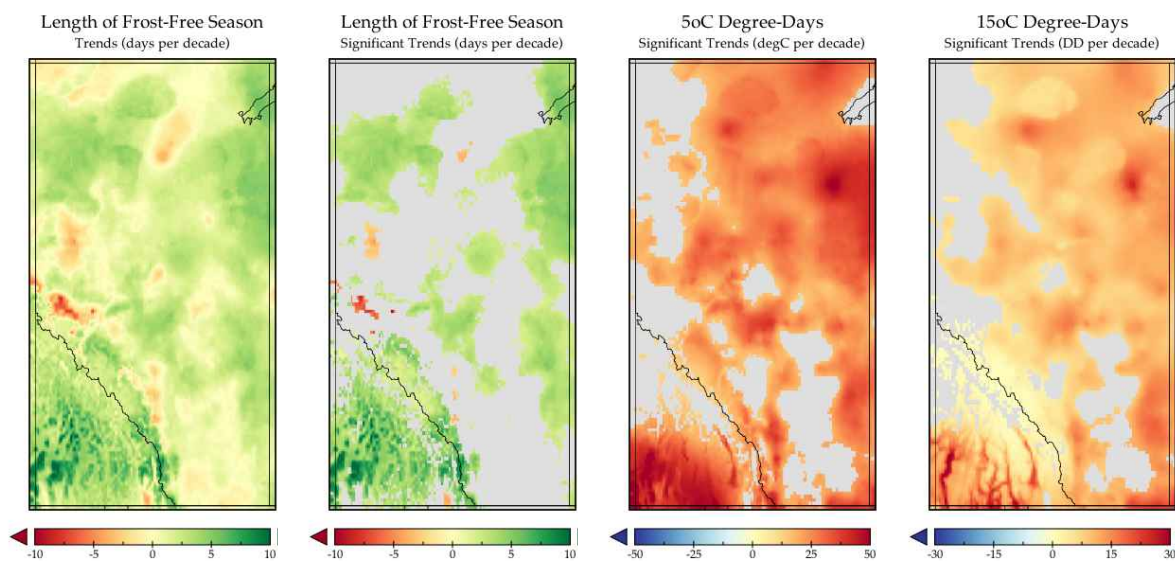 Length of Frost-Free Season
Trends (days per decade)
Length of Frost-Free Season
Significant Trends (days per decade)
5oC Degree-Days
Significant Trends (degC per decade)
15oC Degree-Days
Significant Trends (DD per decade)
-10 -5 0 5 10
-10 -5 0 5 10
-50 -25 0 25 50
-30 -15 0 15 30